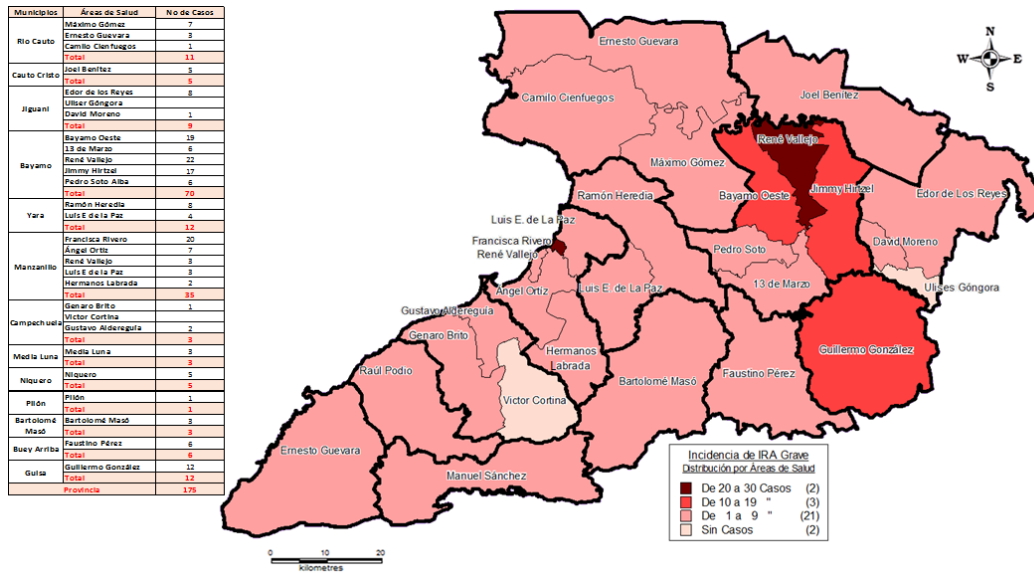 Municipios Áreas de Salud No de Casos
Rio Cauto
Máximo Gómez 7
Ernesto Guevara 3
Camilo Cienfuegos 1
Total 11
Cauto Cristo
Joel Benítez 5
Total 5
Jiguaní
Edor de los Reyes 8
Uliser Góngora
David Moreno 1
Total 9
Bayamo
Bayamo Oeste 19
13 de Marzo 6
René Vallejo 22
Jimmy Hirtzel 17
Pedro Soto Alba 6
Total 70
Yara
Ramón Heredia 8
Luis E de la Paz 4
Total 12
Manzanillo
Francisca Rivero 20
Ángel Ortiz 7
René Vallejo 3
Luis E de la Paz 3
Hermanos Labrada 2
Total 35
Campechuela
Genaro Brito 1
Victor Cortina
Gustavo Aldereguia 2
Total 3
Media Luna
Media Luna 3
Total 3
Niquero
Niquero 5
Total 5
Pilón
Pilón 1
Total 1
Bartolomé
Masó
Bartolomé Masó 3
Total 3
Buey Arriba
Faustino Pérez 6
Total 6
Guisa
Guillermo González 12
Total 12
Provincia 175
N
W E
S
Ernesto Guevara
Camilo Cienfuegos
Joel Benítez
René Vallejo
Máximo Gómez
Ramón Heredia
Bayamo Oeste
Jimmy Hirtzel
Edor de Los Reyes
Luis E. de La Paz
Francisca Rivero
René Vallejo
Pedro Soto
David Moreno
13 de Marzo
Ulises Góngora
Ángel Ortíz
Luis E. de La Paz
Gustavo Aldereguia
Genaro Brito
Raúl Podio
Hermanos
Labrada
Guillermo González
Bartolomé Masó
Faustino Pérez
Victor Cortina
Ernesto Guevara
Manuel Sánchez
Incidencia de IRA Grave
Distribución por Áreas de Salud
De 20 a 30 Casos (2)
De 10 a 19 " (3)
De 1 a 9 " (21)
Sin Casos (2)
0 10 20
kilometres